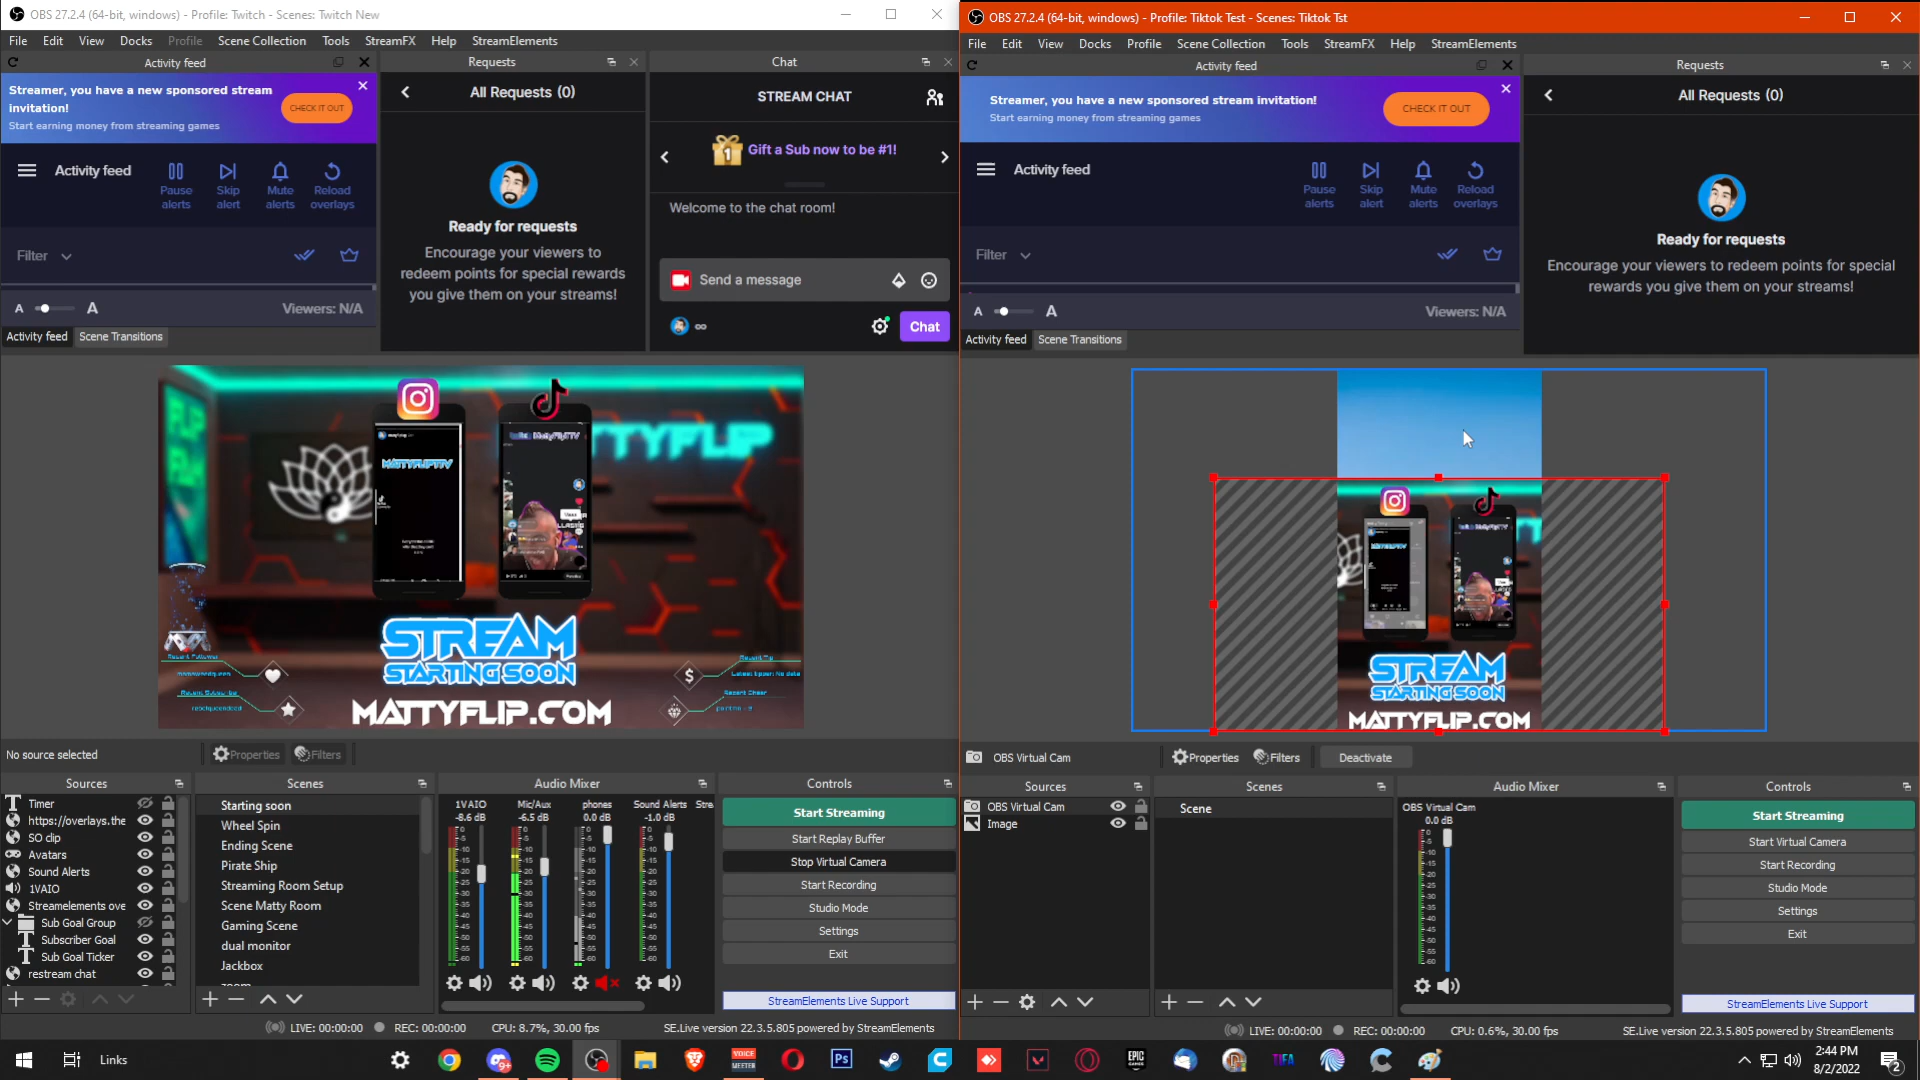 OBS 27.2.4 (64-bit, windows) - Profile: Twitch - Scenes: Twitch New
File Edit View Docks Profile Scene Collection Tools StreamFX Help StreamElements
Activity feed
Streamer, you have a new sponsored stream invitation!
Start earning money from streaming games
CHECK IT OUT
Activity feed
Pause alerts
Skip alert
Mute alerts
Reload overlays
Filter
A A Viewers: N/A
Activity feed Scene Transitions
Requests
All Requests (0)
Ready for requests
Encourage your viewers to
redeem points for special rewards
you give them on your streams!
Chat
STREAM CHAT
1 Gift a Sub now to be #1!
Welcome to the chat room!
Send a message
Chat
MATTYFLIPTV
TTYFLIP
STREAM
STARTING SOON
MATTYFLIP.COM
Recent Follower
Recent Subscriber
Recent Tip
Recent Cheer
No source selected Properties Filters
Sources
Timer
https://overlays.the
SO clip
Avatars
Sound Alerts
1VAIO
Streamelements ove
Sub Goal Group
Subscriber Goal
Sub Goal Ticker
restream chat
Scenes
Starting soon
Wheel Spin
Ending Scene
Pirate Ship
Streaming Room Setup
Scene Matty Room
Gaming Scene
dual monitor
Jackbox
zoom
Audio Mixer
1VAIO Mic/Aux phones Sound Alerts Stre
-8.6 dB -6.5 dB 0.0 dB -1.0 dB
Controls
Start Streaming
Start Replay Buffer
Stop Virtual Camera
Start Recording
Studio Mode
Settings
Exit
StreamElements Live Support
LIVE: 00:00:00 REC: 00:00:00 CPU: 8.7%, 30.00 fps SE.Live version 22.3.5.805 powered by StreamElements
OBS 27.2.4 (64-bit, windows) - Profile: Tiktok Test - Scenes: Tiktok Tst
File Edit View Docks Profile Scene Collection Tools StreamFX Help StreamElements
Activity feed
Streamer, you have a new sponsored stream invitation!
Start earning money from streaming games
CHECK IT OUT
Activity feed
Pause alerts
Skip alert
Mute alerts
Reload overlays
Filter
A A Viewers: N/A
Activity feed Scene Transitions
Requests
All Requests (0)
Ready for requests
Encourage your viewers to redeem points for special
rewards you give them on your streams!
STREAM
STARTING SOON
MATTYFLIP.COM
OBS Virtual Cam Properties Filters Deactivate
Sources
OBS Virtual Cam
Image
Scenes
Scene
Audio Mixer
OBS Virtual Cam
0.0 dB
Controls
Start Streaming
Start Virtual Camera
Start Recording
Studio Mode
Settings
Exit
StreamElements Live Support
LIVE: 00:00:00 REC: 00:00:00 CPU: 0.6%, 30.00 fps SE.Live version 22.3.5.805 powered by StreamElements
Links
VOICE MEETER
Ps
EPIC GAMES
2:44 PM
8/2/2022
2